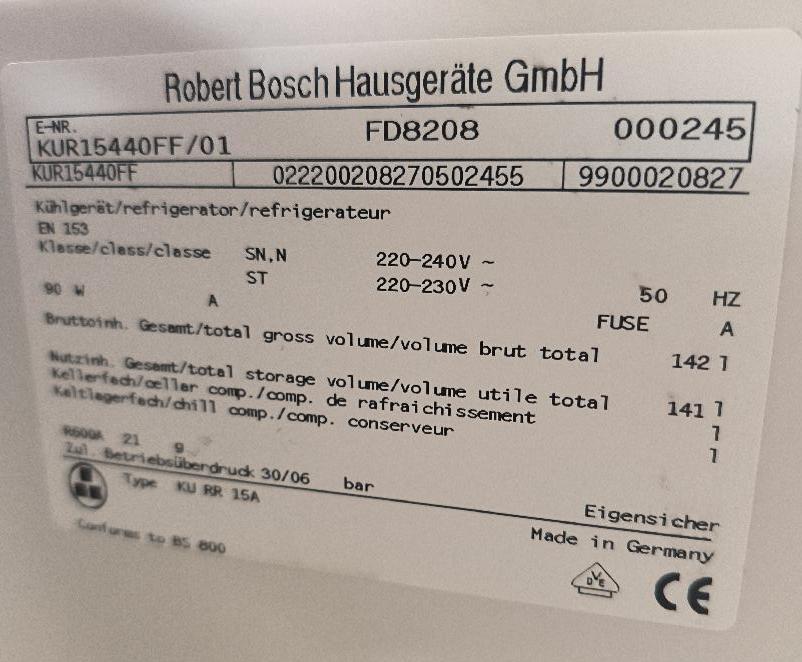 Robert Bosch Hausgeräte GmbH
E-NR. KUR15440FF/01 FD8208 000245
KUR15440FF 022200208270502455 9900020827
Kühlgerät/refrigerator/refrigerateur
EN 153
Klasse/class/classe SN,N 220-240V ~
ST 220-230V ~ 50 HZ
90 W A FUSE A
Bruttoinh. Gesamt/total gross volume/volume brut total 142 l
Nutzinh. Gesamt/total storage volume/volume utile total 141 l
Kellerfach/cellar comp./comp. de rafraichissement l
Kaltlagerfach/chill comp./comp. conserveur l
R600A 21 g
Zul. Betriebsüberdruck 30/06 bar
Type KU RR 15A Eigensicher
Conforms to BS 800 Made in Germany
DVE CE